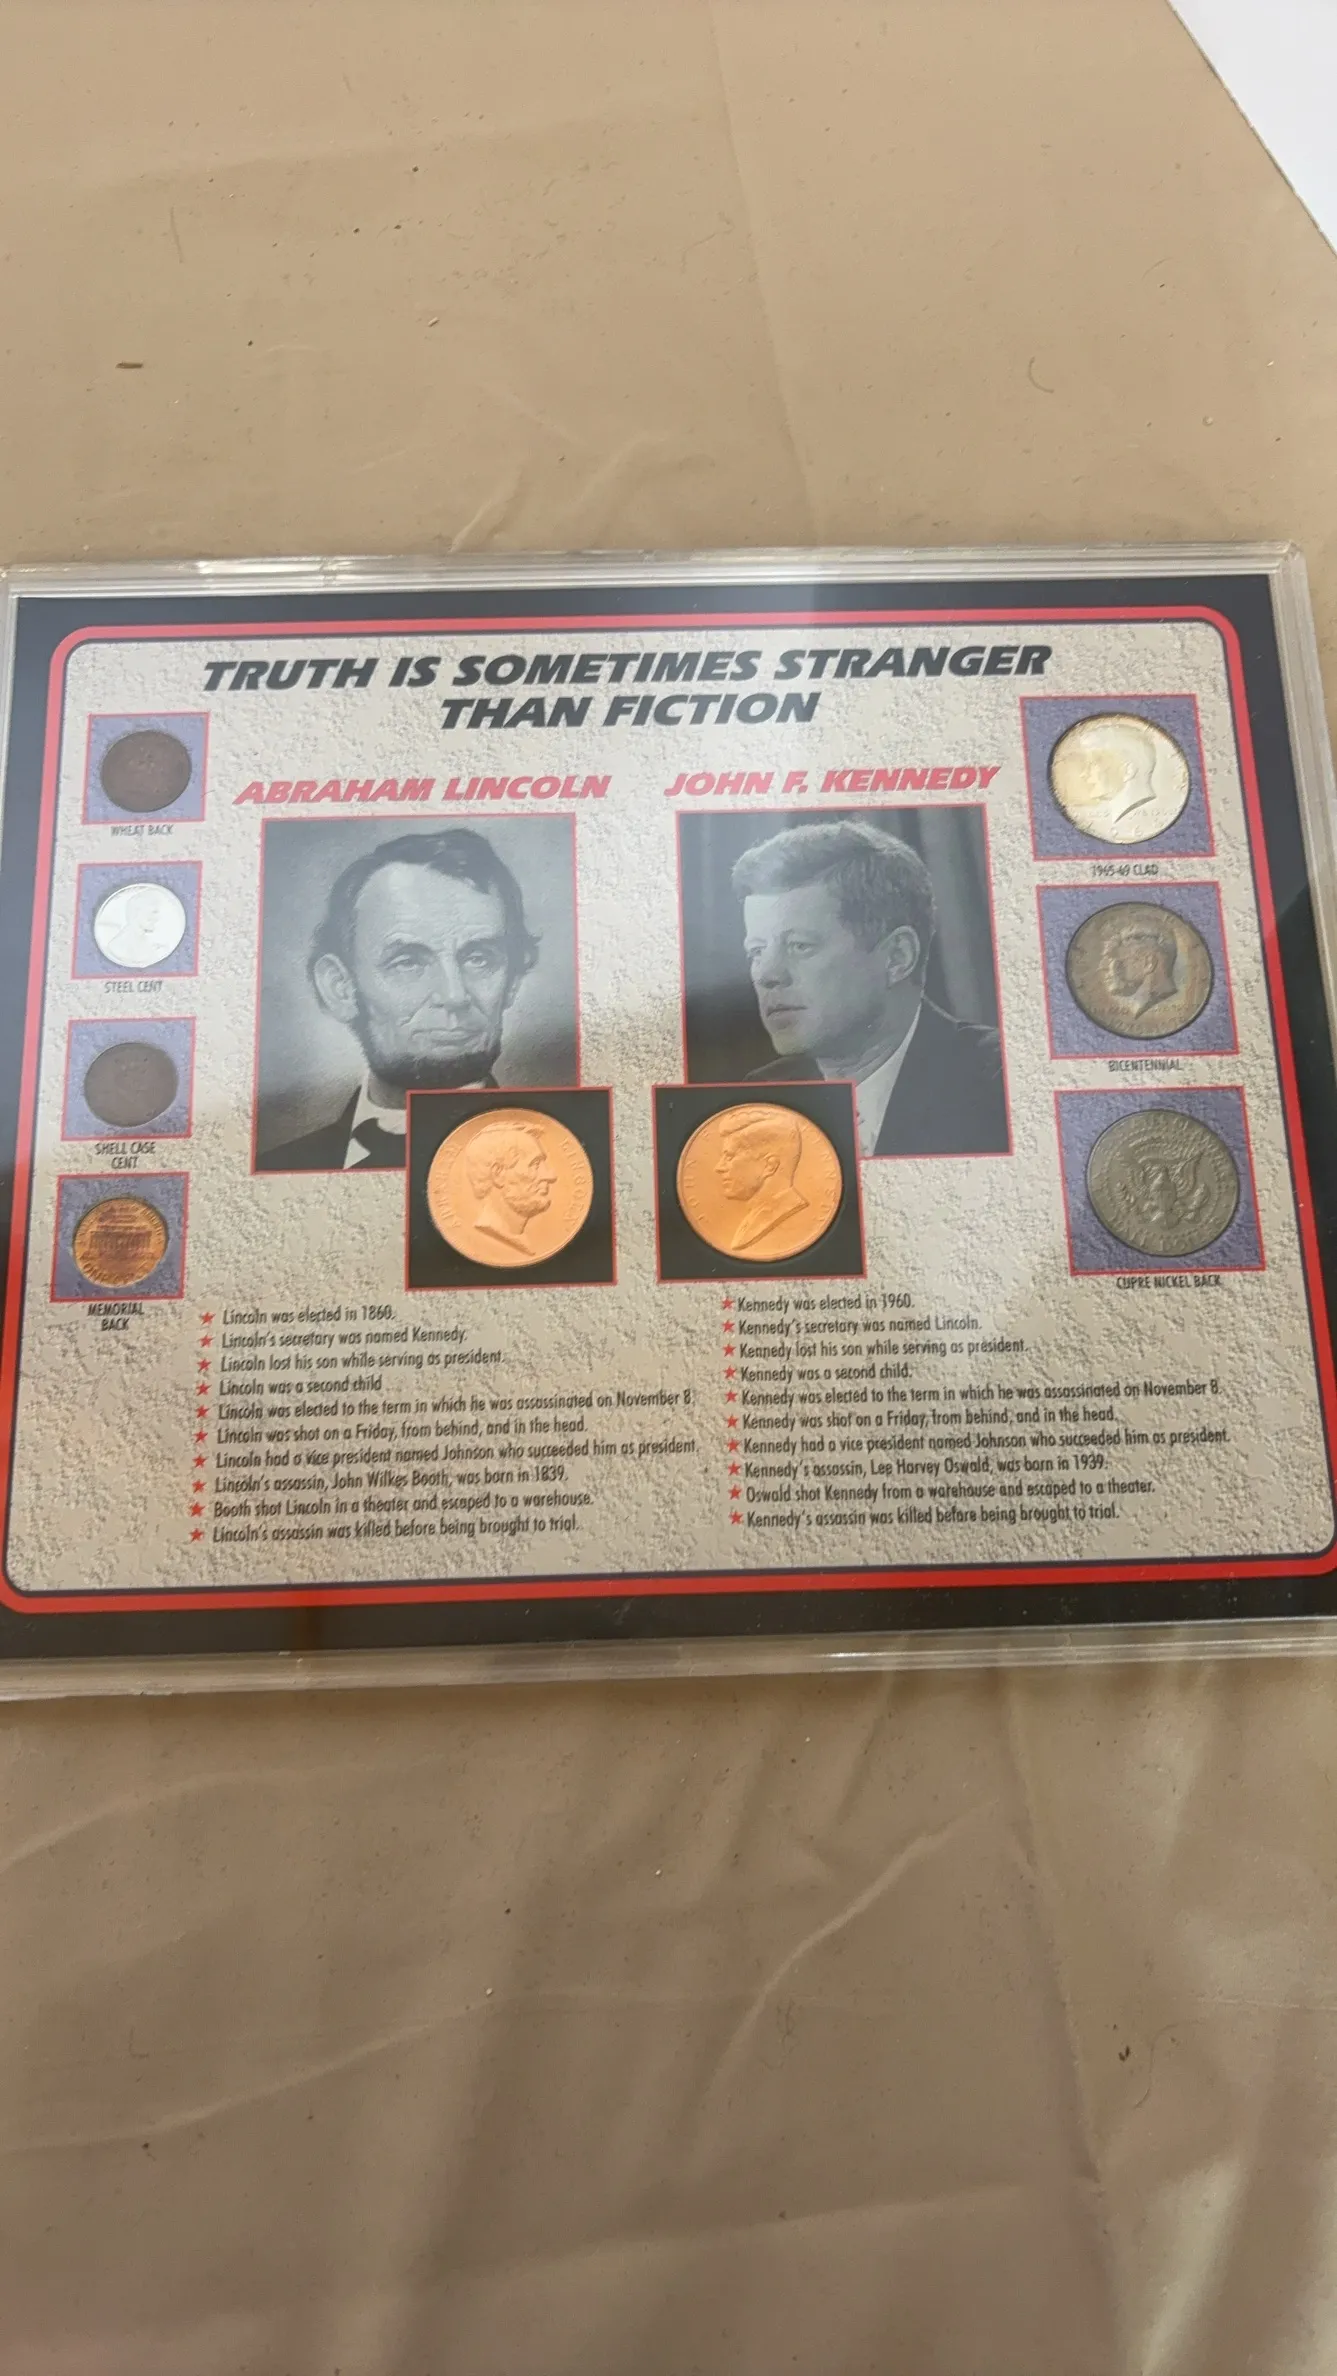 TRUTH IS SOMETIMES STRANGER
THAN FICTION
ABRAHAM LINCOLN
JOHN F. KENNEDY
WHEAT BACK
STEEL CENT
SHELL CASE
CENT
MEMORIAL
BACK
1965-69 CLAD
BICENTENNIAL
CUPRE NICKEL BACK
★ Lincoln was elected in 1860.
★ Lincoln's secretary was named Kennedy.
★ Lincoln lost his son while serving as president.
★ Lincoln was a second child
★ Lincoln was elected to the term in which he was assassinated on November 8.
★ Lincoln was shot on a Friday, from behind, and in the head.
★ Lincoln had a vice president named Johnson who succeeded him as president.
★ Lincoln's assassin, John Wilkes Booth, was born in 1839.
★ Booth shot Lincoln in a theater and escaped to a warehouse.
★ Lincoln's assassin was killed before being brought to trial.
★ Kennedy was elected in 1960.
★ Kennedy's secretary was named Lincoln.
★ Kennedy lost his son while serving as president.
★ Kennedy was a second child.
★ Kennedy was elected to the term in which he was assassinated on November 8.
★ Kennedy was shot on a Friday, from behind, and in the head.
★ Kennedy had a vice president named Johnson who succeeded him as president.
★ Kennedy's assassin, Lee Harvey Oswald, was born in 1939.
★ Oswald shot Kennedy from a warehouse and escaped to a theater.
★ Kennedy's assassin was killed before being brought to trial.